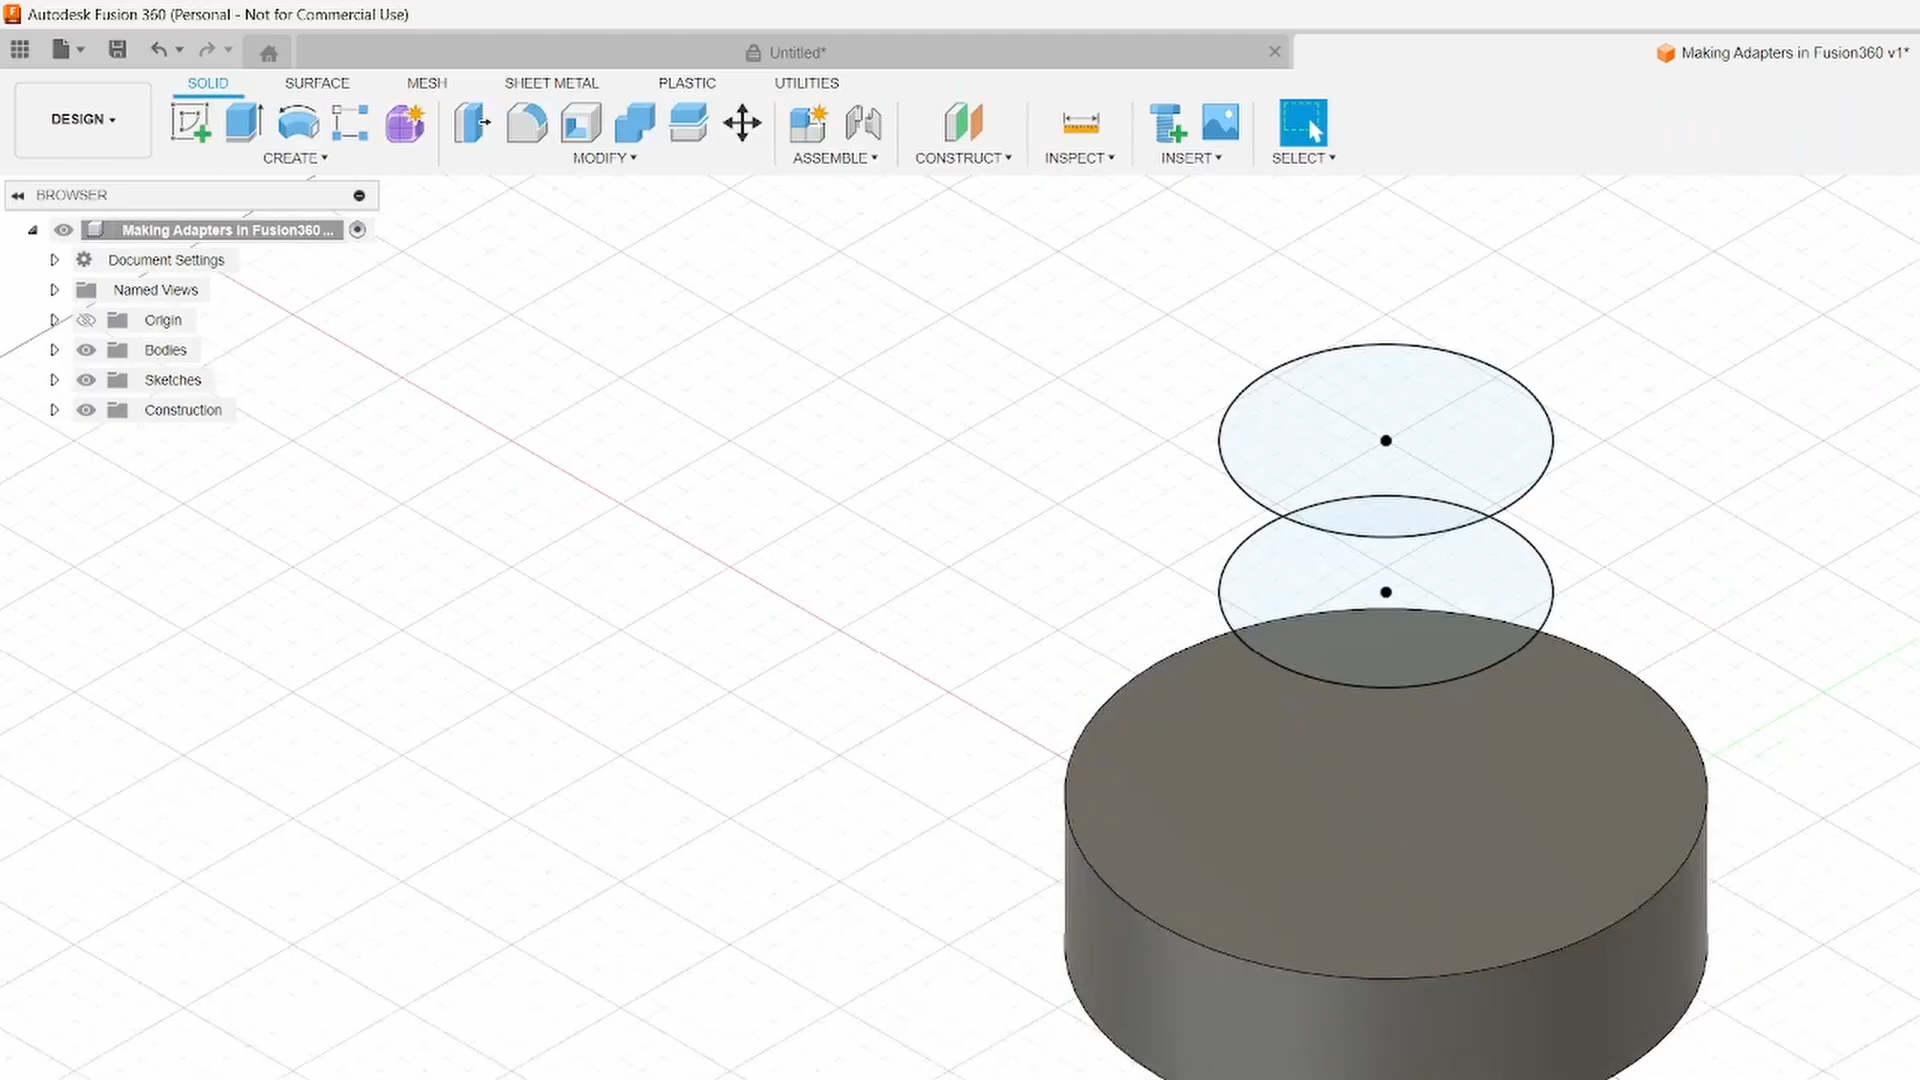 Autodesk Fusion 360 (Personal - Not for Commercial Use)
Untitled*
Making Adapters in Fusion360 v1*
SOLID SURFACE MESH SHEET METAL PLASTIC UTILITIES
DESIGN
CREATE MODIFY ASSEMBLE CONSTRUCT INSPECT INSERT SELECT
BROWSER
Making Adapters in Fusion360 ...
Document Settings
Named Views
Origin
Bodies
Sketches
Construction